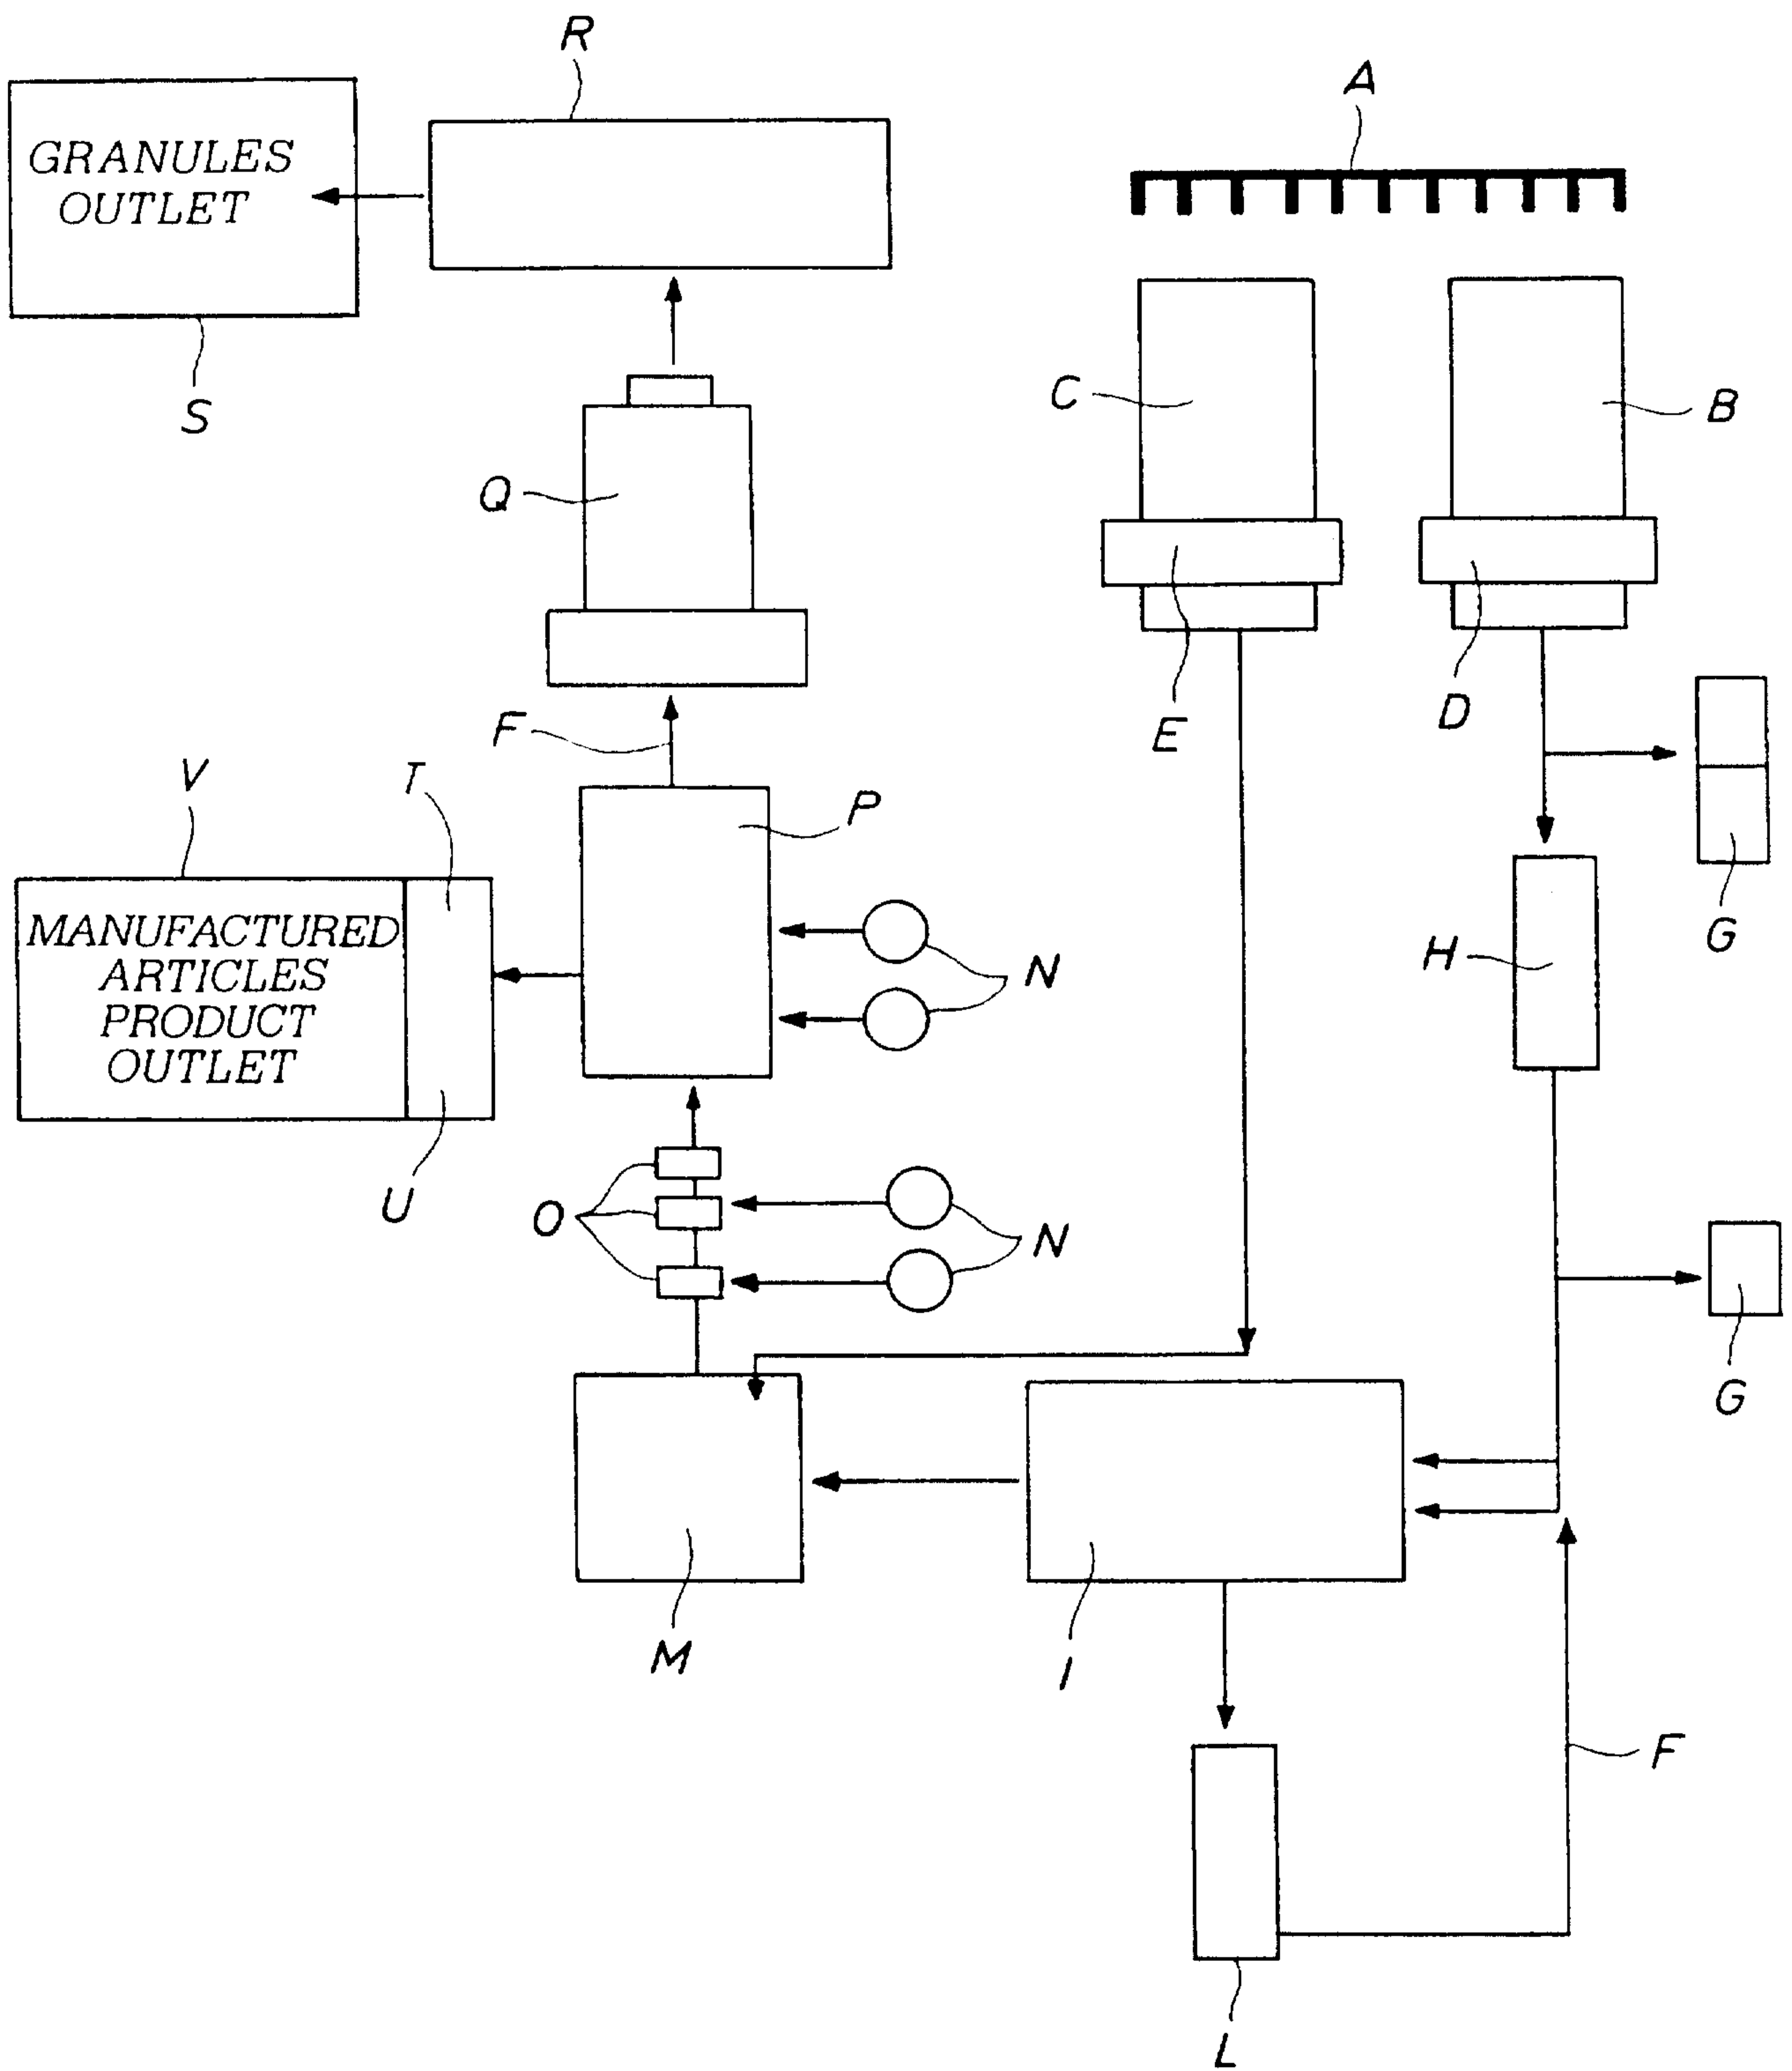 R
A
GRANULES
OUTLET
S
C
B
Q
E
D
F
V
T
P
G
MANUFACTURED
ARTICLES
PRODUCT
OUTLET
H
N
U
O
N
G
M
I
F
L